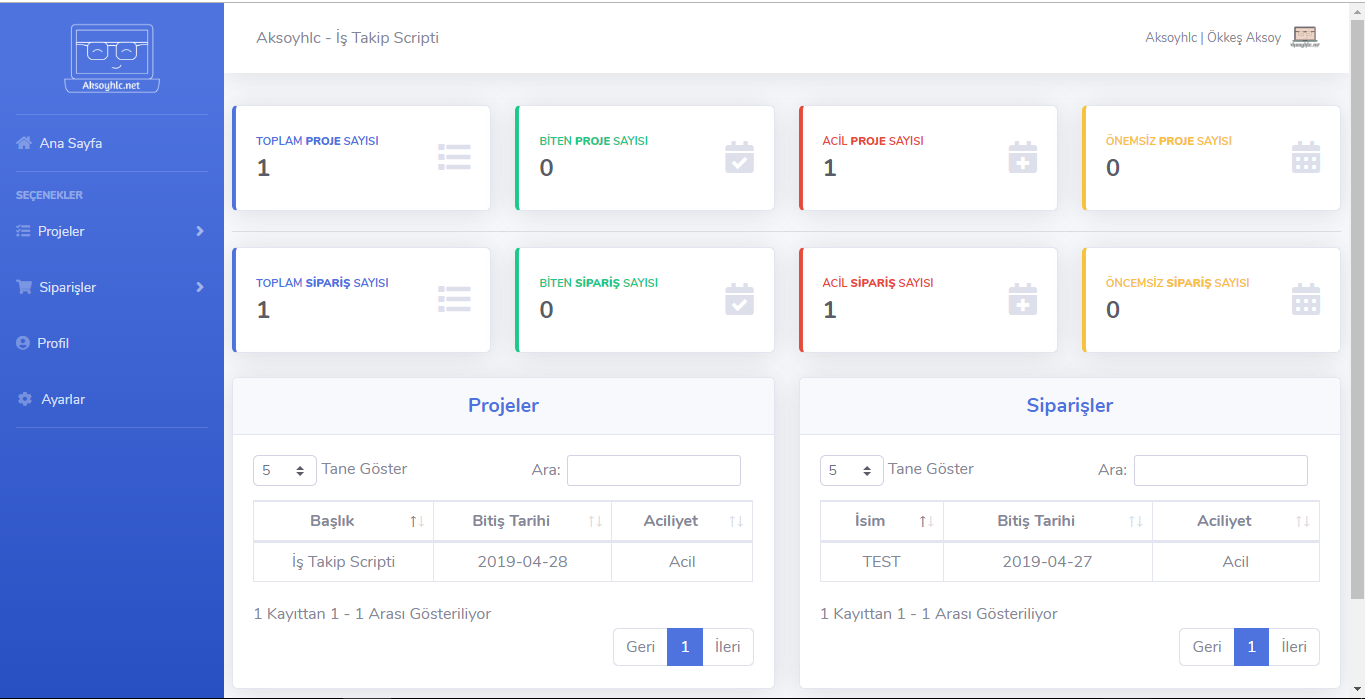 Aksoyhlc.net
Ana Sayfa
SEÇENEKLER
Projeler
Siparişler
Profil
Ayarlar
Aksoyhlc - İş Takip Scripti
Aksoyhlc | Ökkeş Aksoy
TOPLAM PROJE SAYISI
1
BİTEN PROJE SAYISI
0
ACİL PROJE SAYISI
1
ÖNEMSİZ PROJE SAYISI
0
TOPLAM SİPARİŞ SAYISI
1
BİTEN SİPARİŞ SAYISI
0
ACİL SİPARİŞ SAYISI
1
ÖNCEMSİZ SİPARİŞ SAYISI
0
Projeler
5 Tane Göster Ara:
Başlık Bitiş Tarihi Aciliyet
İş Takip Scripti 2019-04-28 Acil
1 Kayıttan 1 - 1 Arası Gösteriliyor
Geri 1 İleri
Siparişler
5 Tane Göster Ara:
İsim Bitiş Tarihi Aciliyet
TEST 2019-04-27 Acil
1 Kayıttan 1 - 1 Arası Gösteriliyor
Geri 1 İleri